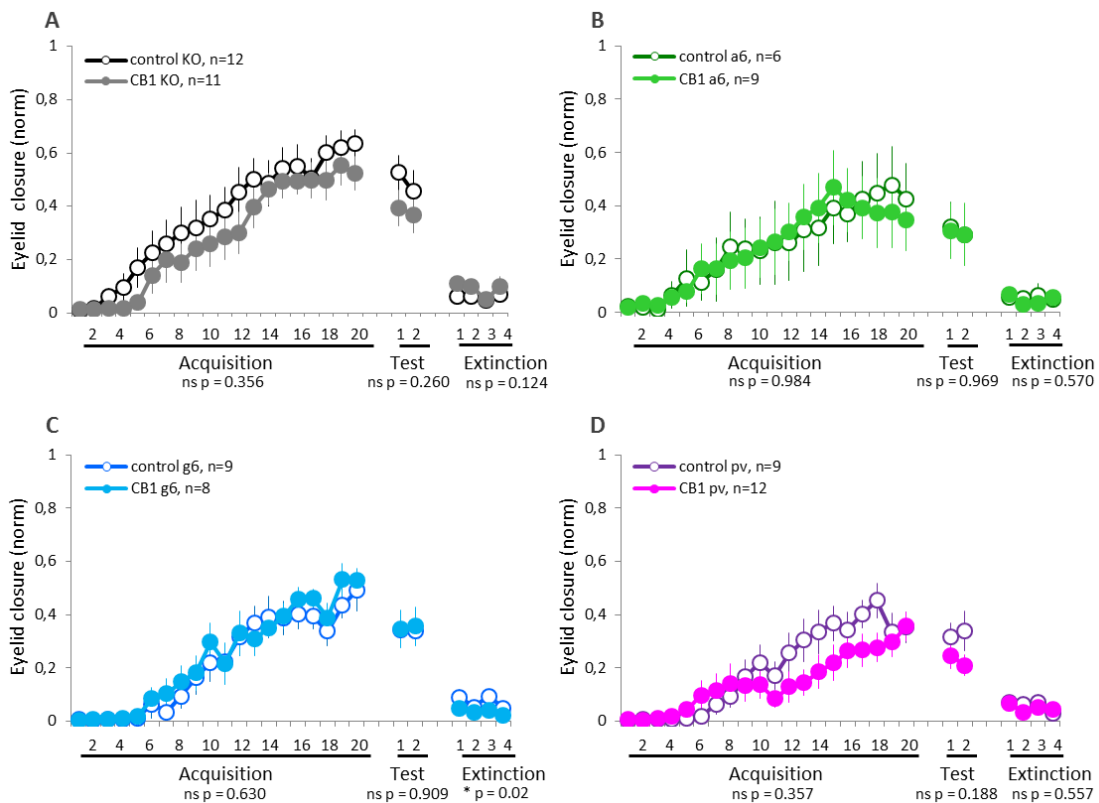 A
control KO, n=12
CB1 KO, n=11
Eyelid closure (norm)
1
0,8
0,6
0,4
0,2
0
2 4 6 8 10 12 14 16 18 20 1 2 1 2 3 4
Acquisition Test Extinction
ns p = 0.356 ns p = 0.260 ns p = 0.124
B
control a6, n=6
CB1 a6, n=9
Eyelid closure (norm)
1
0,8
0,6
0,4
0,2
0
2 4 6 8 10 12 14 16 18 20 1 2 1 2 3 4
Acquisition Test Extinction
ns p = 0.984 ns p = 0.969 ns p = 0.570
C
control g6, n=9
CB1 g6, n=8
Eyelid closure (norm)
1
0,8
0,6
0,4
0,2
0
2 4 6 8 10 12 14 16 18 20 1 2 1 2 3 4
Acquisition Test Extinction
ns p = 0.630 ns p = 0.909 * p = 0.02
D
control pv, n=9
CB1 pv, n=12
Eyelid closure (norm)
1
0,8
0,6
0,4
0,2
0
2 4 6 8 10 12 14 16 18 20 1 2 1 2 3 4
Acquisition Test Extinction
ns p = 0.357 ns p = 0.188 ns p = 0.557